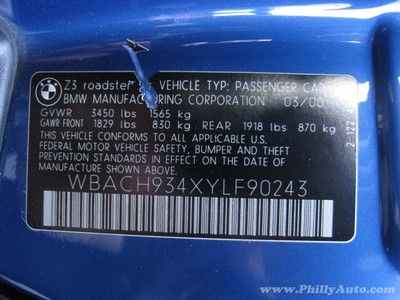 Z3 roadster VEHICLE TYP: PASSENGER CAR
BMW MANUFACTURING CORPORATION 03/00
GVWR 3450 lbs 1565 kg
GAWR FRONT 1829 lbs 830 kg REAR 1918 lbs 870 kg
THIS VEHICLE CONFORMS TO ALL APPLICABLE U.S.
FEDERAL MOTOR VEHICLE SAFETY, BUMPER, AND
THEFT PREVENTION STANDARDS IN EFFECT ON THE DATE OF
MANUFACTURE SHOWN ABOVE.
WBACH934XYLF90243
www.PhillyAuto.com